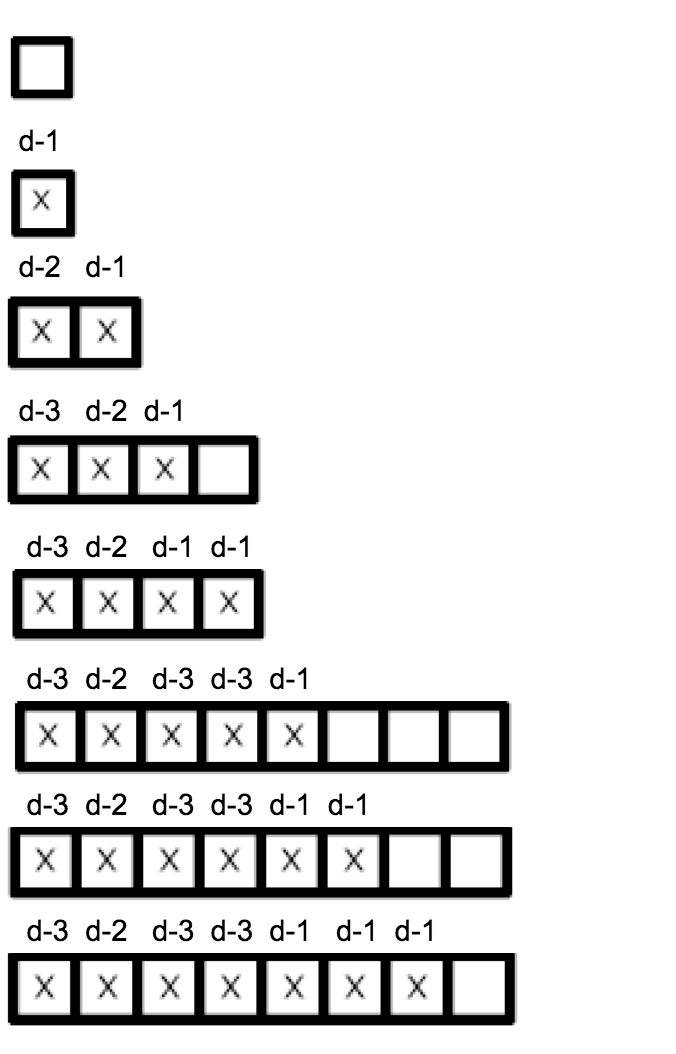 d-1
X
d-2 d-1
X X
d-3 d-2 d-1
X X X
d-3 d-2 d-1 d-1
X X X X
d-3 d-2 d-3 d-3 d-1
X X X X X
d-3 d-2 d-3 d-3 d-1 d-1
X X X X X X
d-3 d-2 d-3 d-3 d-1 d-1 d-1
X X X X X X X